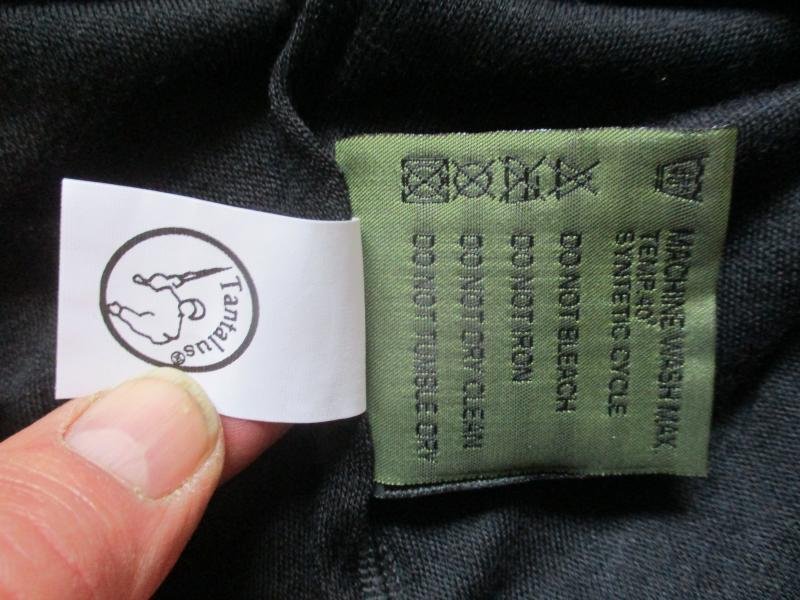 Tantalus®
MACHINE WASH MAX.
TEMP 40°
SYNTETIC CYCLE
DO NOT BLEACH
DO NOT IRON
DO NOT DRY CLEAN
DO NOT TUMBLE DRY